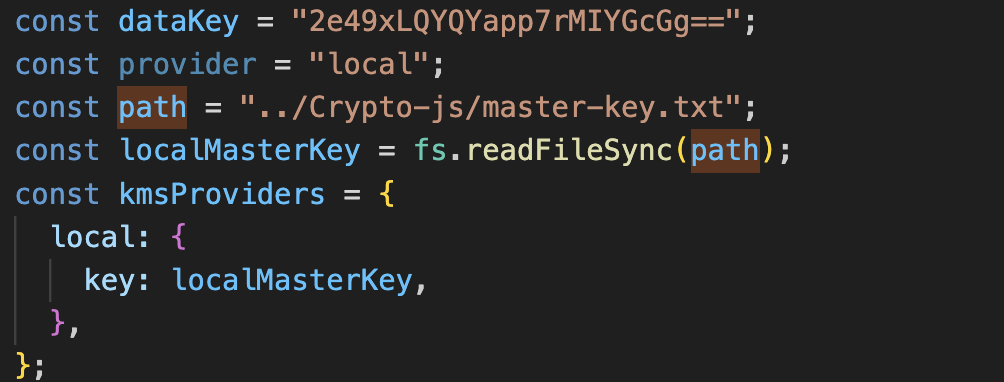 const dataKey = "2e49xLQYQYapp7rMIYGcGg==";
const provider = "local";
const path = "../Crypto-js/master-key.txt";
const localMasterKey = fs.readFileSync(path);
const kmsProviders = {
  local: {
    key: localMasterKey,
  },
};